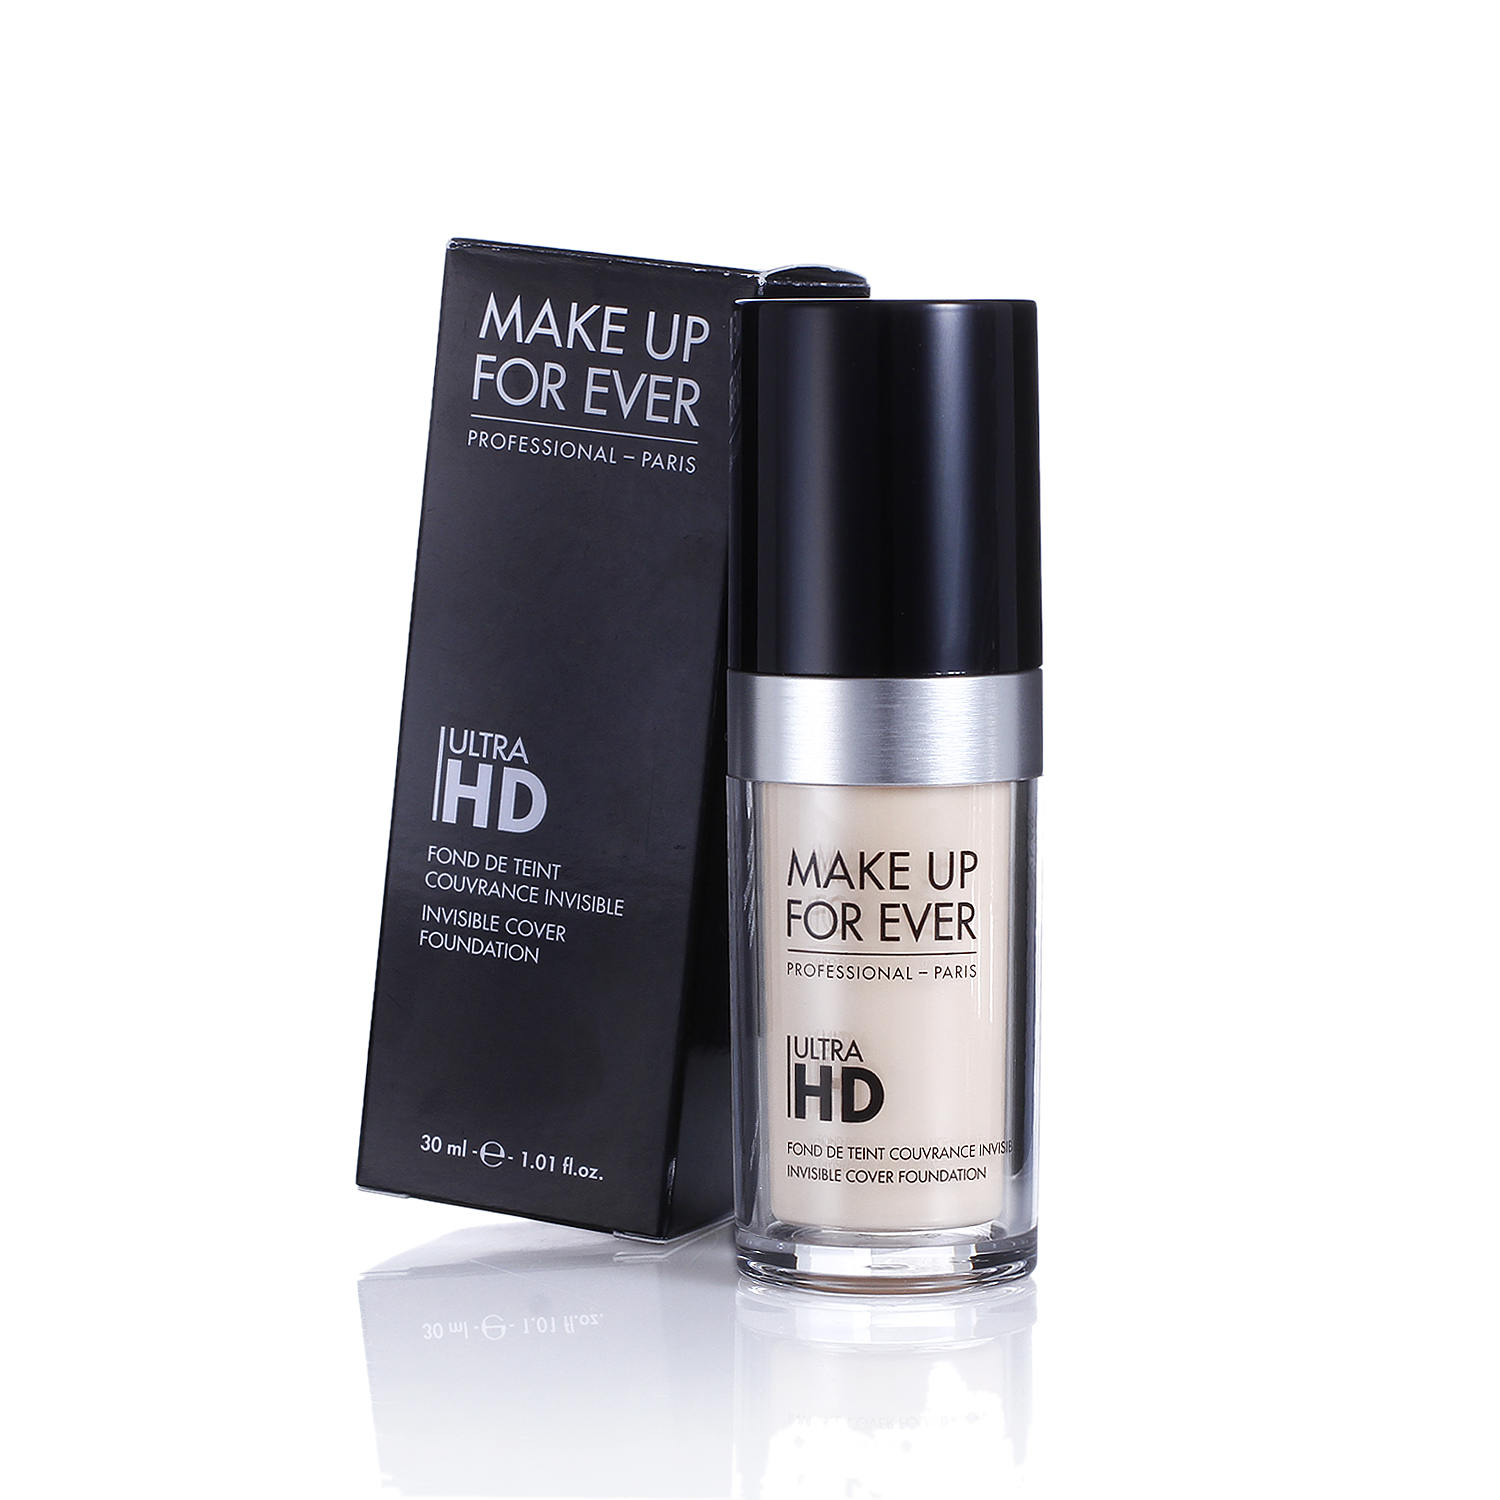 MAKE UP
FOR EVER
PROFESSIONAL – PARIS
ULTRA
HD
FOND DE TEINT
COUVRANCE INVISIBLE
INVISIBLE COVER
FOUNDATION
30 ml - ℮ - 1.01 fl.oz.
MAKE UP
FOR EVER
PROFESSIONAL – PARIS
ULTRA
HD
FOND DE TEINT COUVRANCE INVISIB
INVISIBLE COVER FOUNDATION